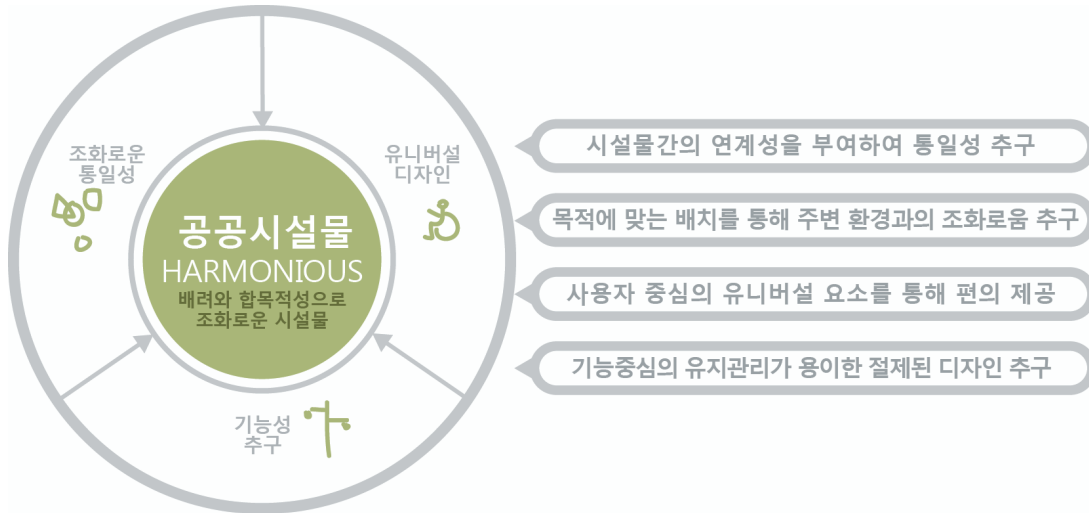 조화로운
통일성
유니버설
디자인
공공시설물
HARMONIOUS
배려와 합목적성으로
조화로운 시설물
기능성
추구
시설물간의 연계성을 부여하여 통일성 추구
목적에 맞는 배치를 통해 주변 환경과의 조화로움 추구
사용자 중심의 유니버설 요소를 통해 편의 제공
기능중심의 유지관리가 용이한 절제된 디자인 추구